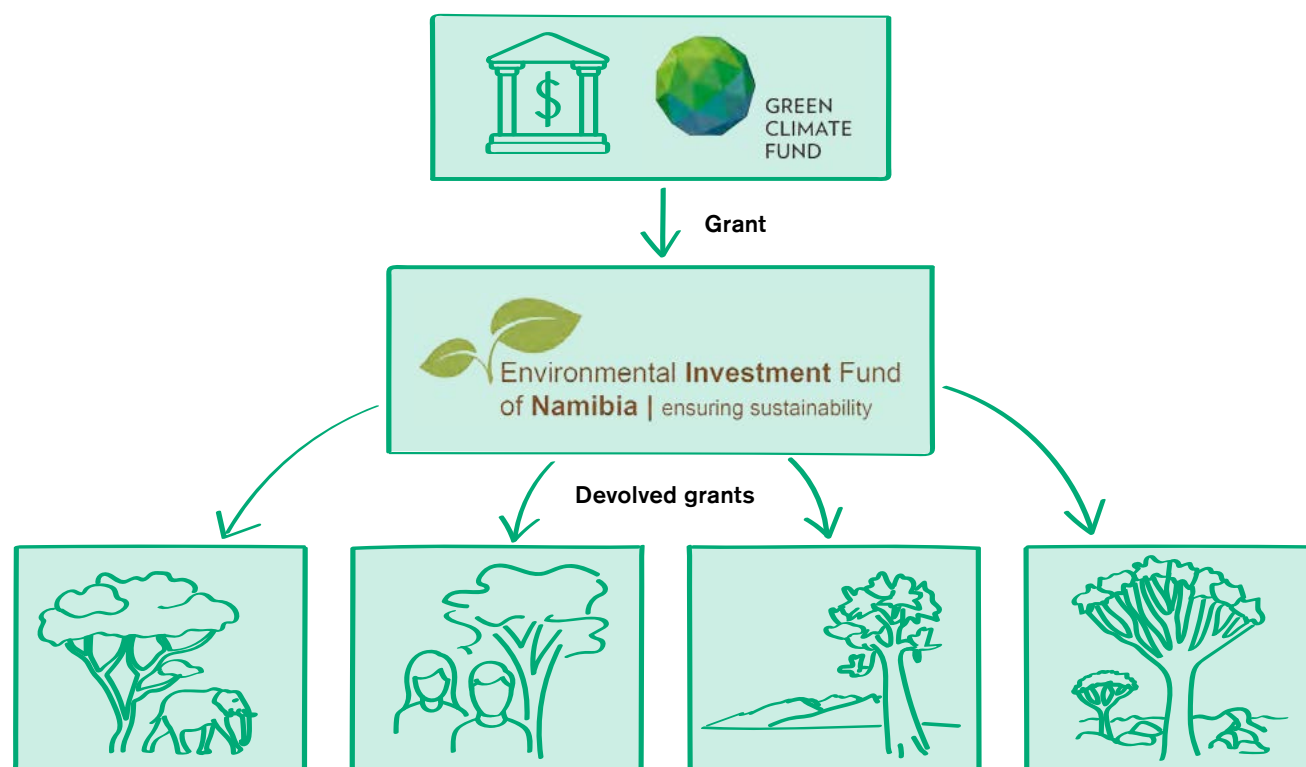 $
GREEN
CLIMATE
FUND
Grant
Environmental Investment Fund
of Namibia | ensuring sustainability
Devolved grants